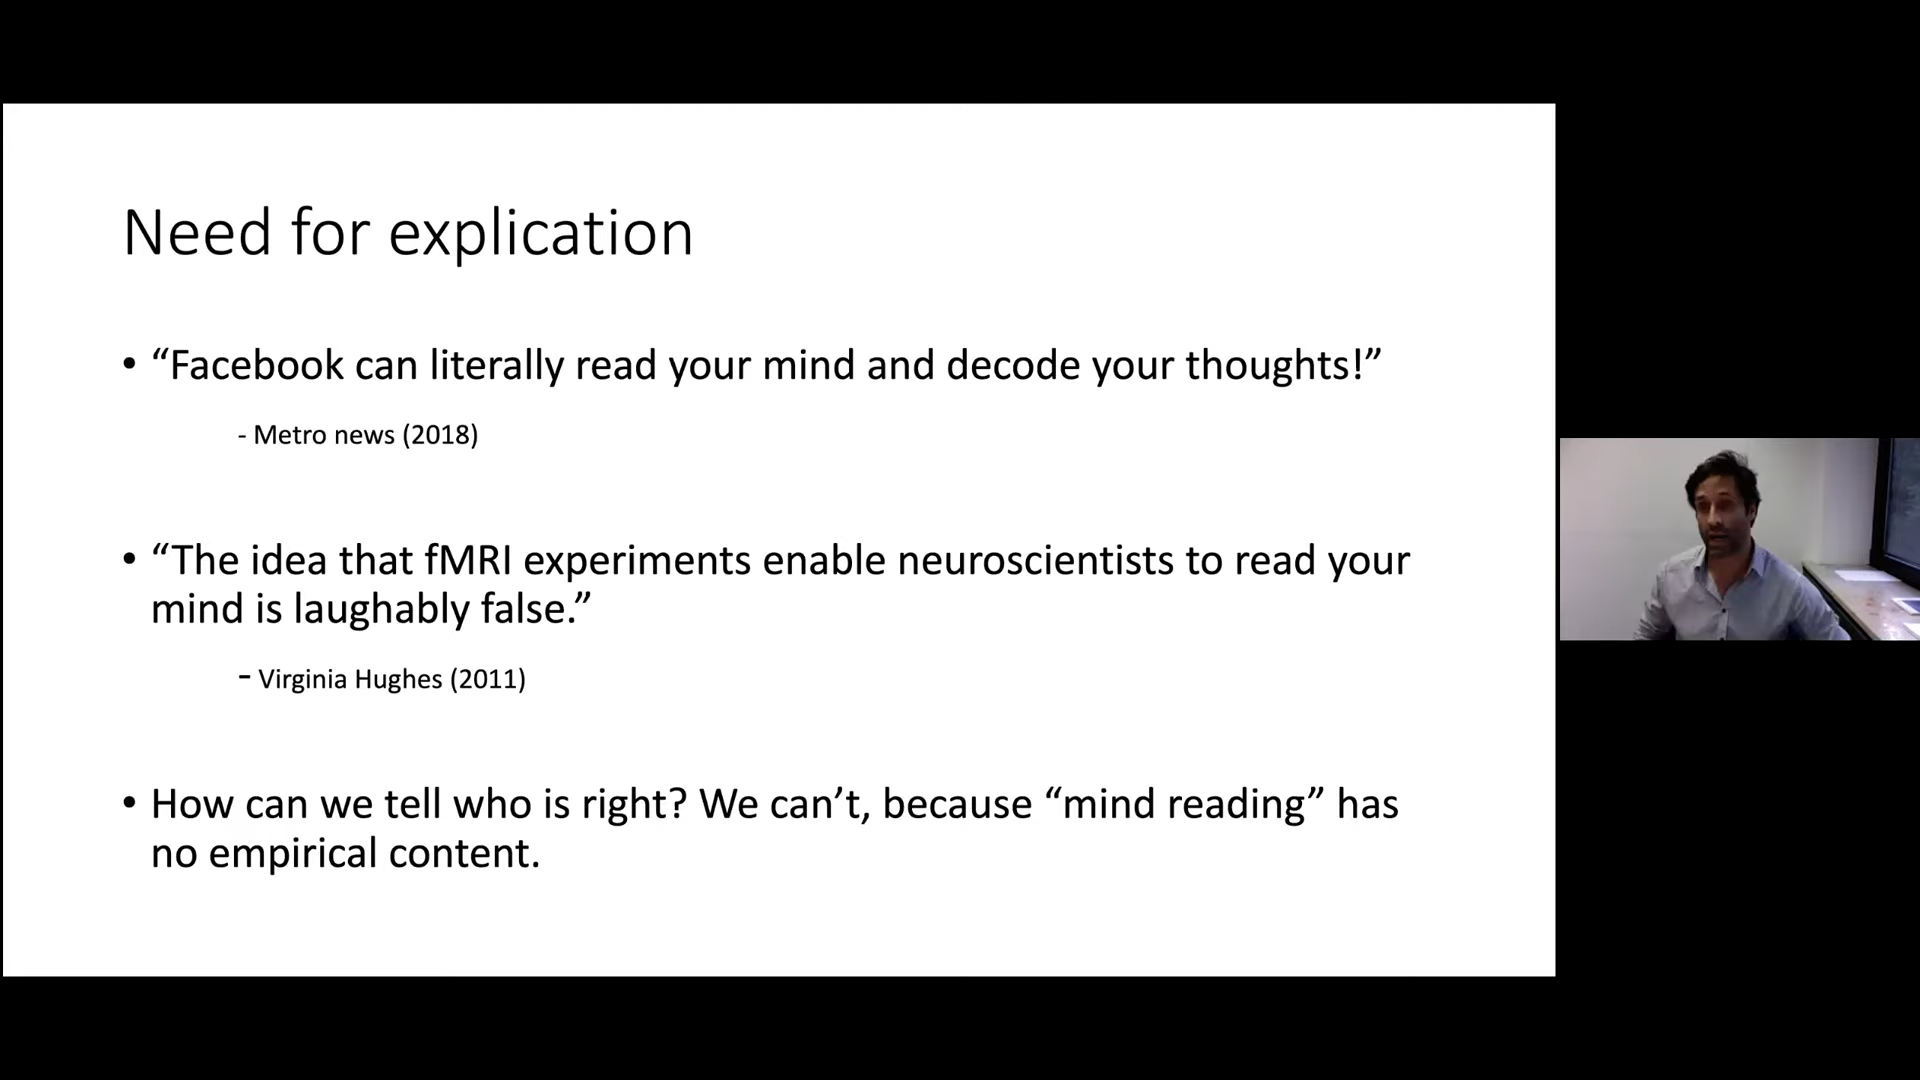 Need for explication
• “Facebook can literally read your mind and decode your thoughts!”
- Metro news (2018)
• “The idea that fMRI experiments enable neuroscientists to read your
mind is laughably false.”
- Virginia Hughes (2011)
• How can we tell who is right? We can’t, because “mind reading” has
no empirical content.